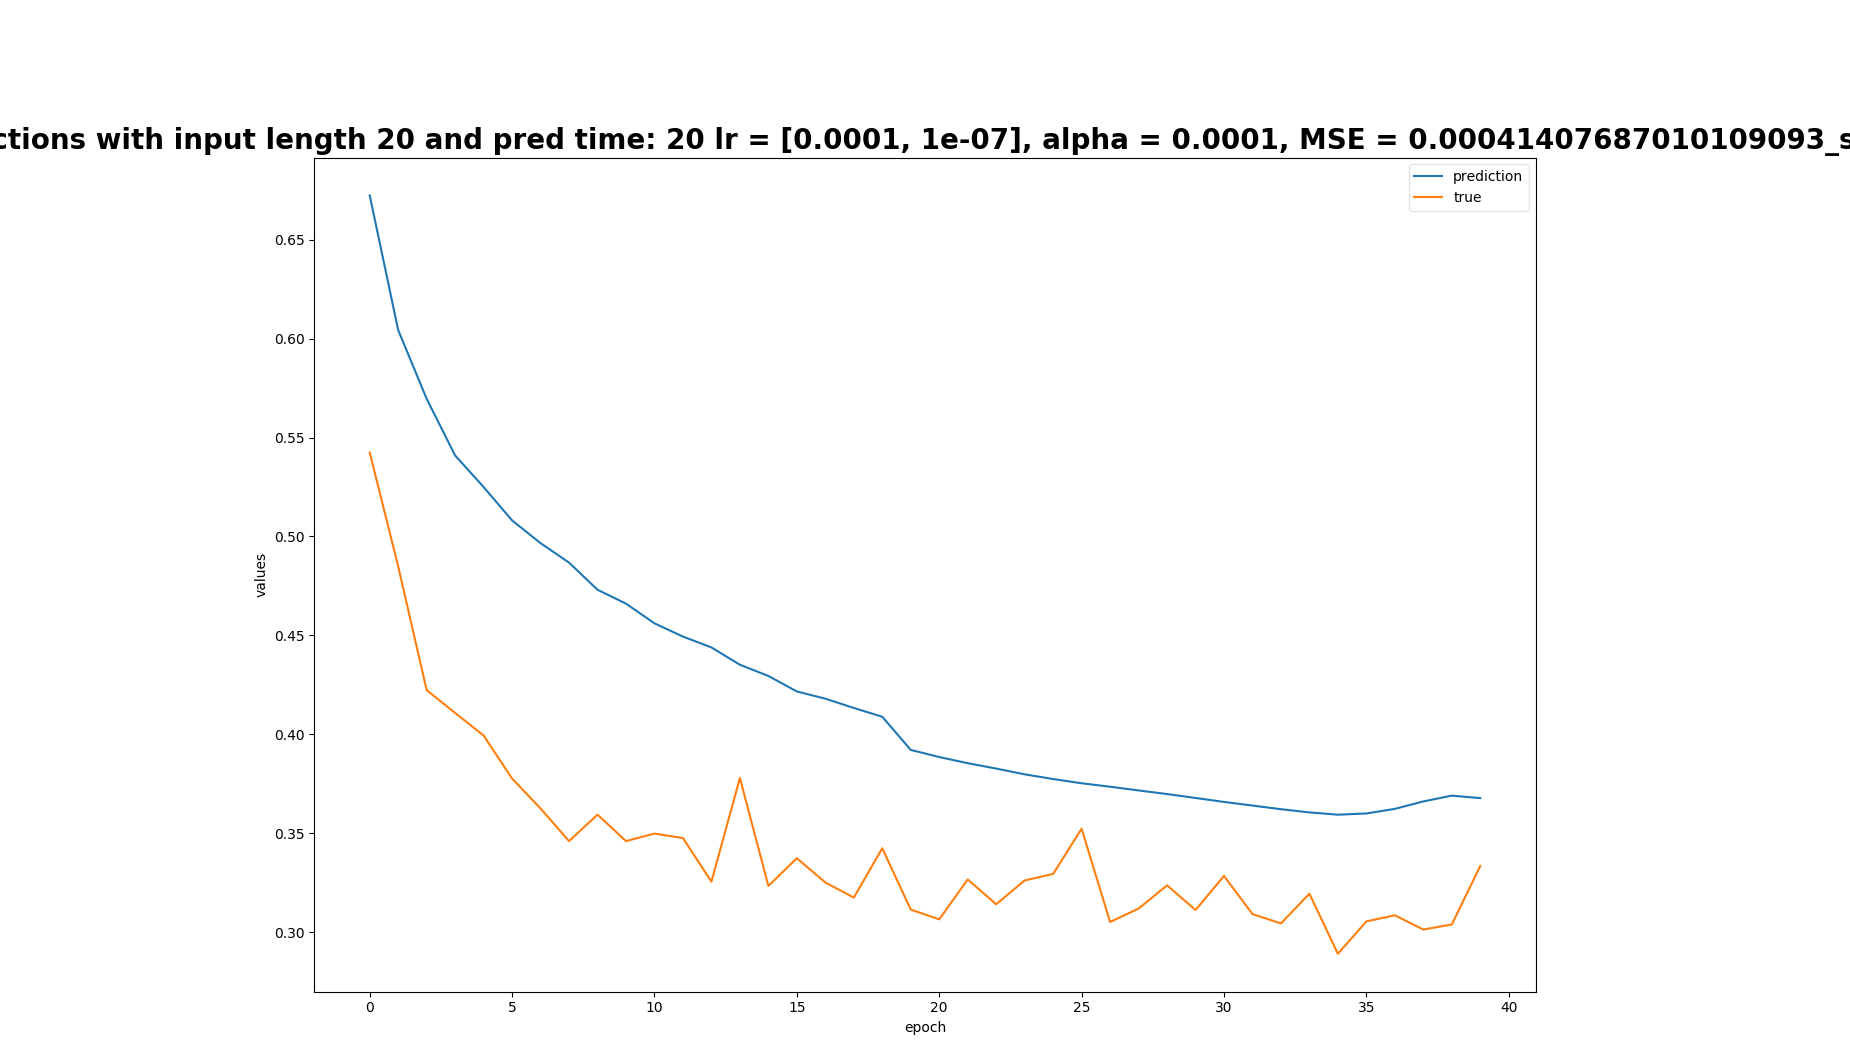 ctions with input length 20 and pred time: 20 lr = [0.0001, 1e-07], alpha = 0.0001, MSE = 0.00041407687010109093_s
prediction
true
0.65
0.60
0.55
0.50
0.45
0.40
0.35
0.30
values
0 5 10 15 20 25 30 35 40
epoch